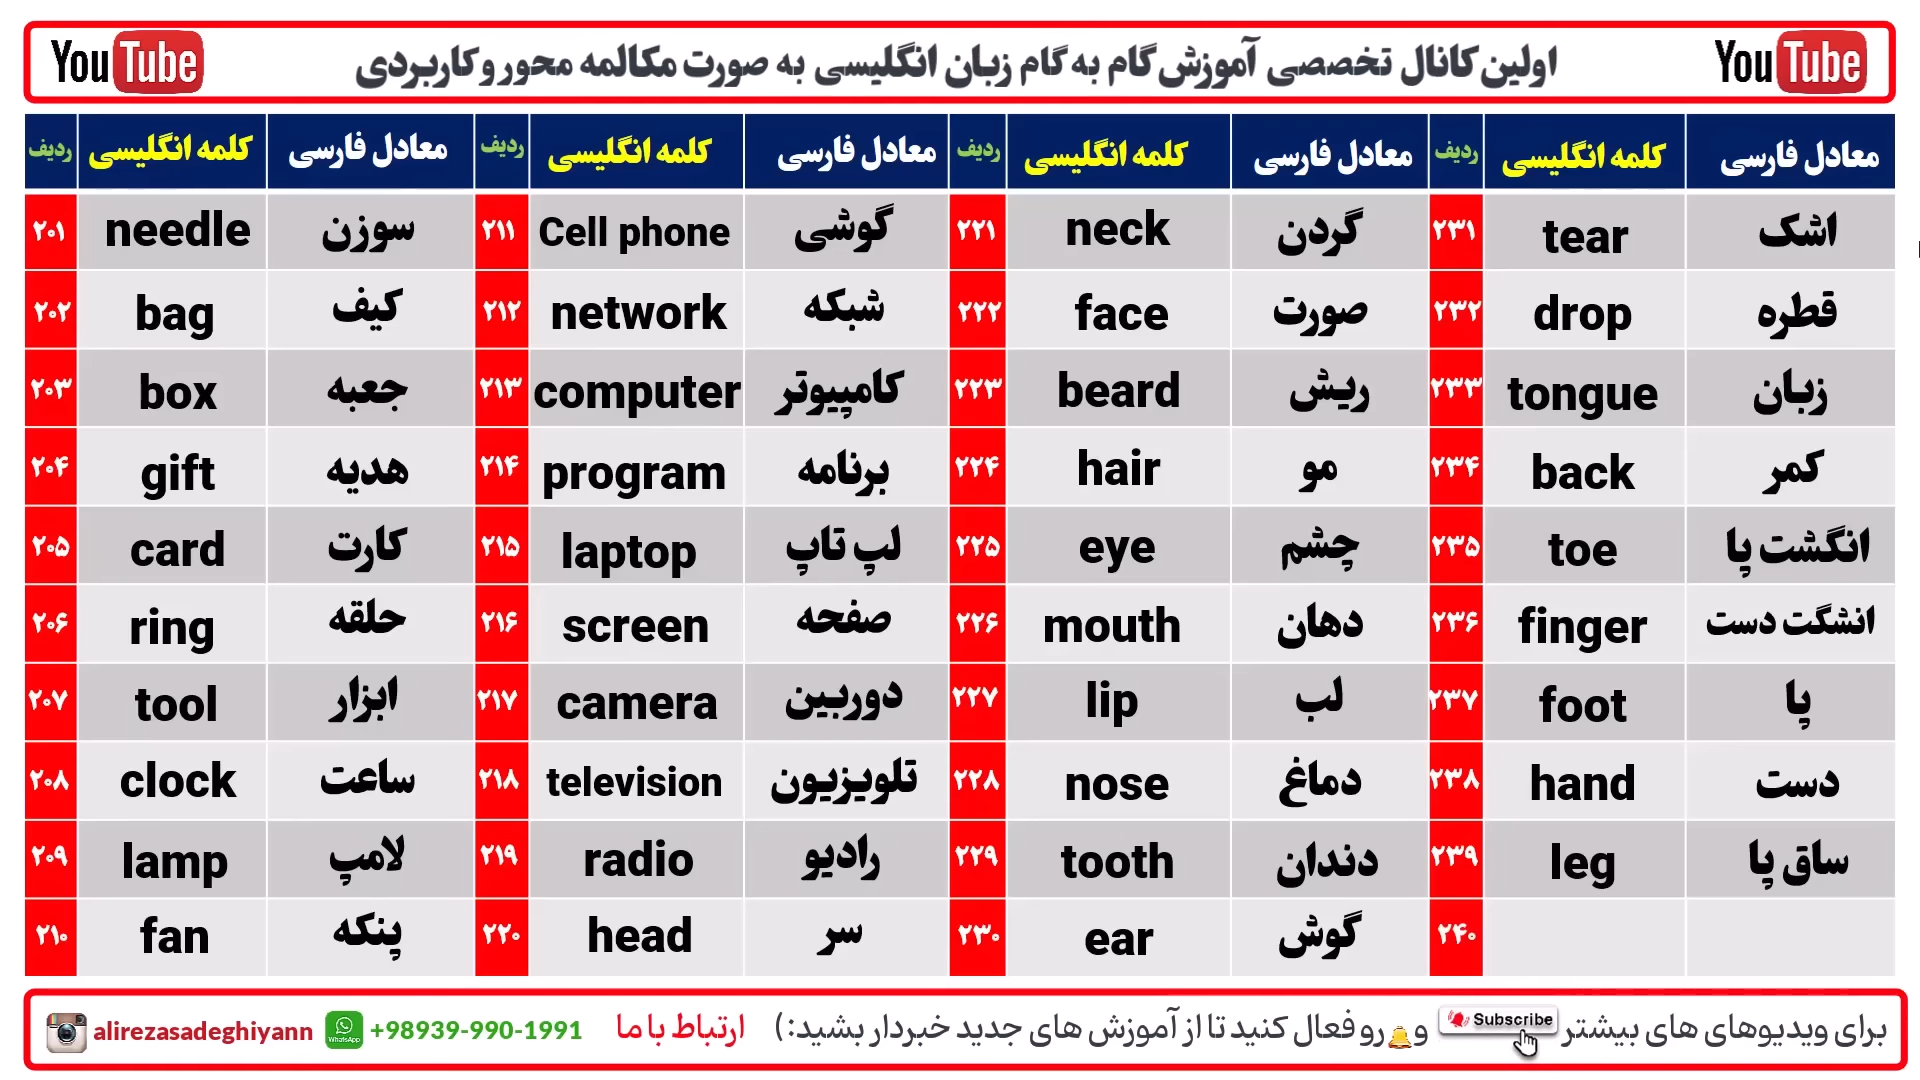 YouTube اولین کانال تخصصی آموزش گام به گام زبان انگلیسی به صورت مکالمه محور و کاربردی YouTube
ردیف کلمه انگلیسی معادل فارسی ردیف کلمه انگلیسی معادل فارسی ردیف کلمه انگلیسی معادل فارسی ردیف کلمه انگلیسی معادل فارسی
۲۰۱ needle سوزن ۲۱۱ Cell phone گوشی ۲۲۱ neck گردن ۲۳۱ tear اشک
۲۰۲ bag کیف ۲۱۲ network شبکه ۲۲۲ face صورت ۲۳۲ drop قطره
۲۰۳ box جعبه ۲۱۳ computer کامپیوتر ۲۲۳ beard ریش ۲۳۳ tongue زبان
۲۰۴ gift هدیه ۲۱۴ program برنامه ۲۲۴ hair مو ۲۳۴ back کمر
۲۰۵ card کارت ۲۱۵ laptop لپ تاپ ۲۲۵ eye چشم ۲۳۵ toe انگشت پا
۲۰۶ ring حلقه ۲۱۶ screen صفحه ۲۲۶ mouth دهان ۲۳۶ finger انشگت دست
۲۰۷ tool ابزار ۲۱۷ camera دوربین ۲۲۷ lip لب ۲۳۷ foot پا
۲۰۸ clock ساعت ۲۱۸ television تلویزیون ۲۲۸ nose دماغ ۲۳۸ hand دست
۲۰۹ lamp لامپ ۲۱۹ radio رادیو ۲۲۹ tooth دندان ۲۳۹ leg ساق پا
۲۱۰ fan پنکه ۲۲۰ head سر ۲۳۰ ear گوش ۲۴۰
برای ویدیوهای های بیشتر Subscribe و رو فعال کنید تا از آموزش های جدید خبردار بشید:) ارتباط با ما +98939-990-1991 WhatsApp alirezasadeghiyann